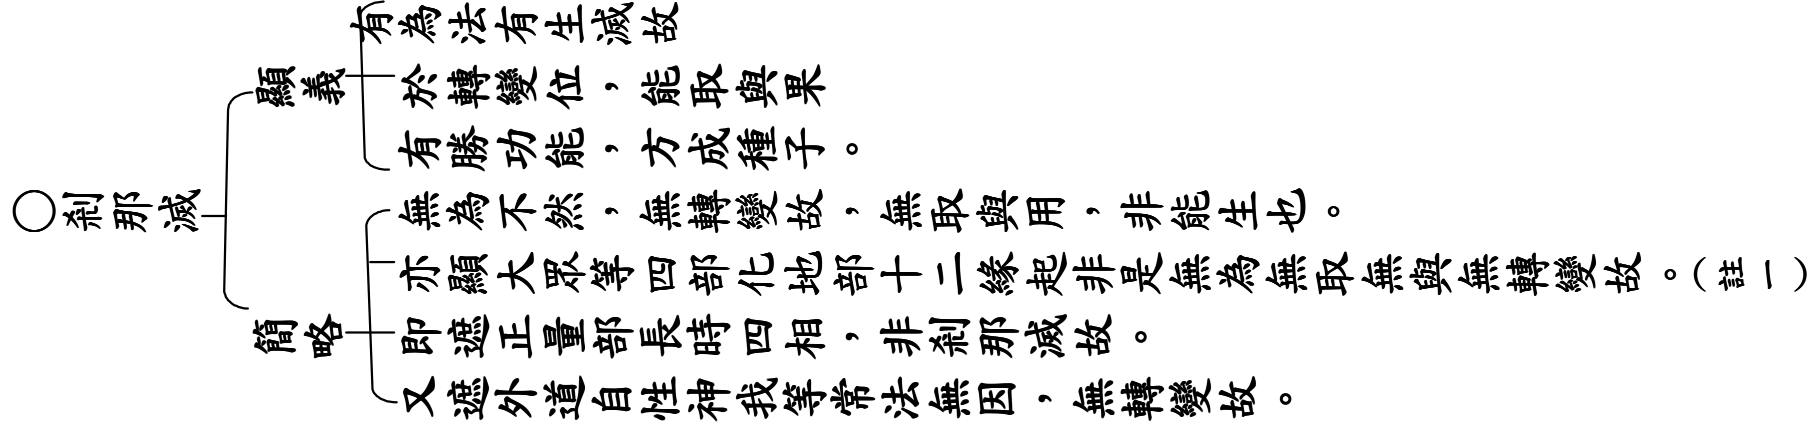 ○剎那滅
顯義
有為法有生滅故
於轉變位，能取與果
有勝功能，方成種子。
簡略
無為不然，無轉變故，無取與用，非能生也。
亦顯大眾等四部化地部十二緣起非是無為無取無與無轉變故。(註一)
即遮正量部長時四相，非剎那滅故。
又遮外道自性神我等常法無因，無轉變故。